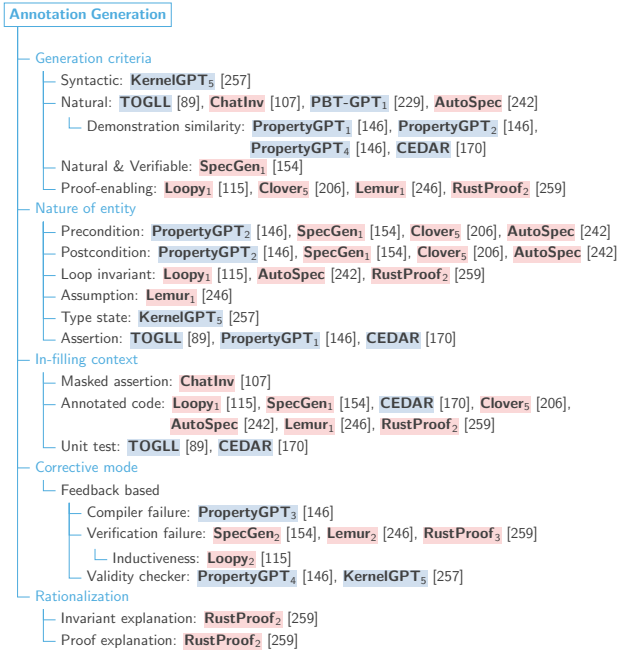 Annotation Generation
Generation criteria
Syntactic: KernelGPT₅ [257]
Natural: TOGLL [89], ChatInv [107], PBT-GPT₁ [229], AutoSpec [242]
Demonstration similarity: PropertyGPT₁ [146], PropertyGPT₂ [146],
PropertyGPT₄ [146], CEDAR [170]
Natural & Verifiable: SpecGen₁ [154]
Proof-enabling: Loopy₁ [115], Clover₅ [206], Lemur₁ [246], RustProof₂ [259]
Nature of entity
Precondition: PropertyGPT₂ [146], SpecGen₁ [154], Clover₅ [206], AutoSpec [242]
Postcondition: PropertyGPT₂ [146], SpecGen₁ [154], Clover₅ [206], AutoSpec [242]
Loop invariant: Loopy₁ [115], AutoSpec [242], RustProof₂ [259]
Assumption: Lemur₁ [246]
Type state: KernelGPT₅ [257]
Assertion: TOGLL [89], PropertyGPT₁ [146], CEDAR [170]
In-filling context
Masked assertion: ChatInv [107]
Annotated code: Loopy₁ [115], SpecGen₁ [154], CEDAR [170], Clover₅ [206],
AutoSpec [242], Lemur₁ [246], RustProof₂ [259]
Unit test: TOGLL [89], CEDAR [170]
Corrective mode
Feedback based
Compiler failure: PropertyGPT₃ [146]
Verification failure: SpecGen₂ [154], Lemur₂ [246], RustProof₃ [259]
Inductiveness: Loopy₂ [115]
Validity checker: PropertyGPT₄ [146], KernelGPT₅ [257]
Rationalization
Invariant explanation: RustProof₂ [259]
Proof explanation: RustProof₂ [259]